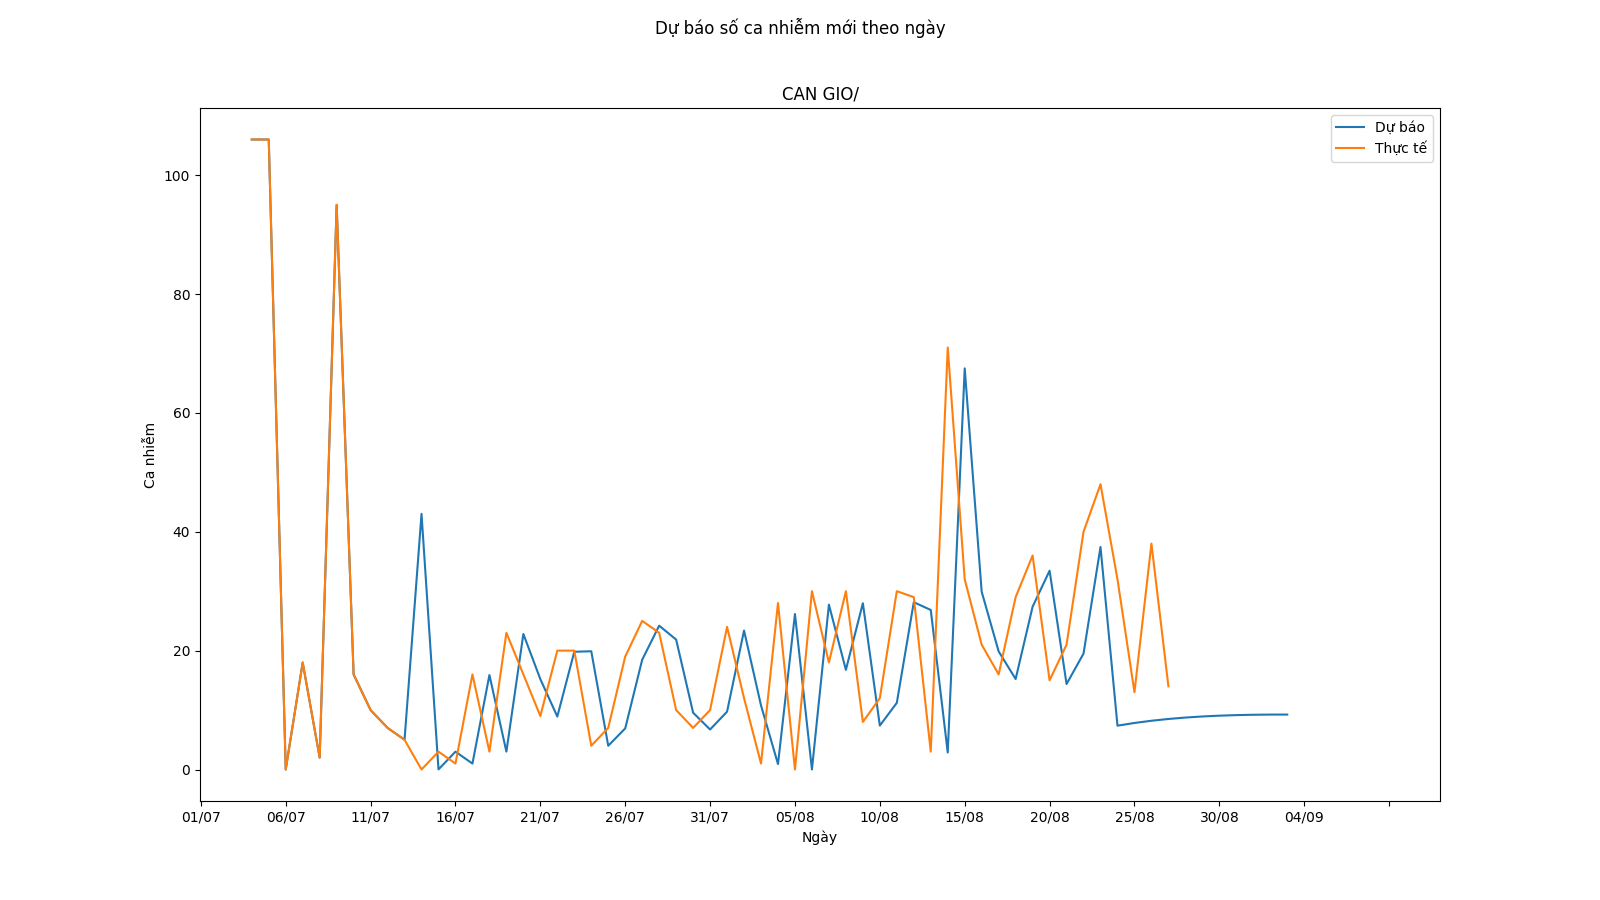 Dự báo số ca nhiễm mới theo ngày
CAN GIO/
Dự báo
Thực tế
100
80
60
40
20
0
Ca nhiễm
01/07 06/07 11/07 16/07 21/07 26/07 31/07 05/08 10/08 15/08 20/08 25/08 30/08 04/09
Ngày